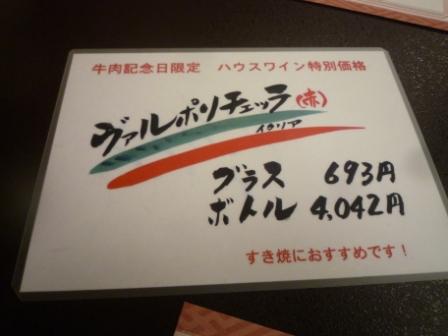 牛肉記念日限定　ハウスワイン特別価格
ヴァルポリチェッラ(赤)
イタリア
グラス　693円
ボトル　4,042円
すき焼におすすめです！